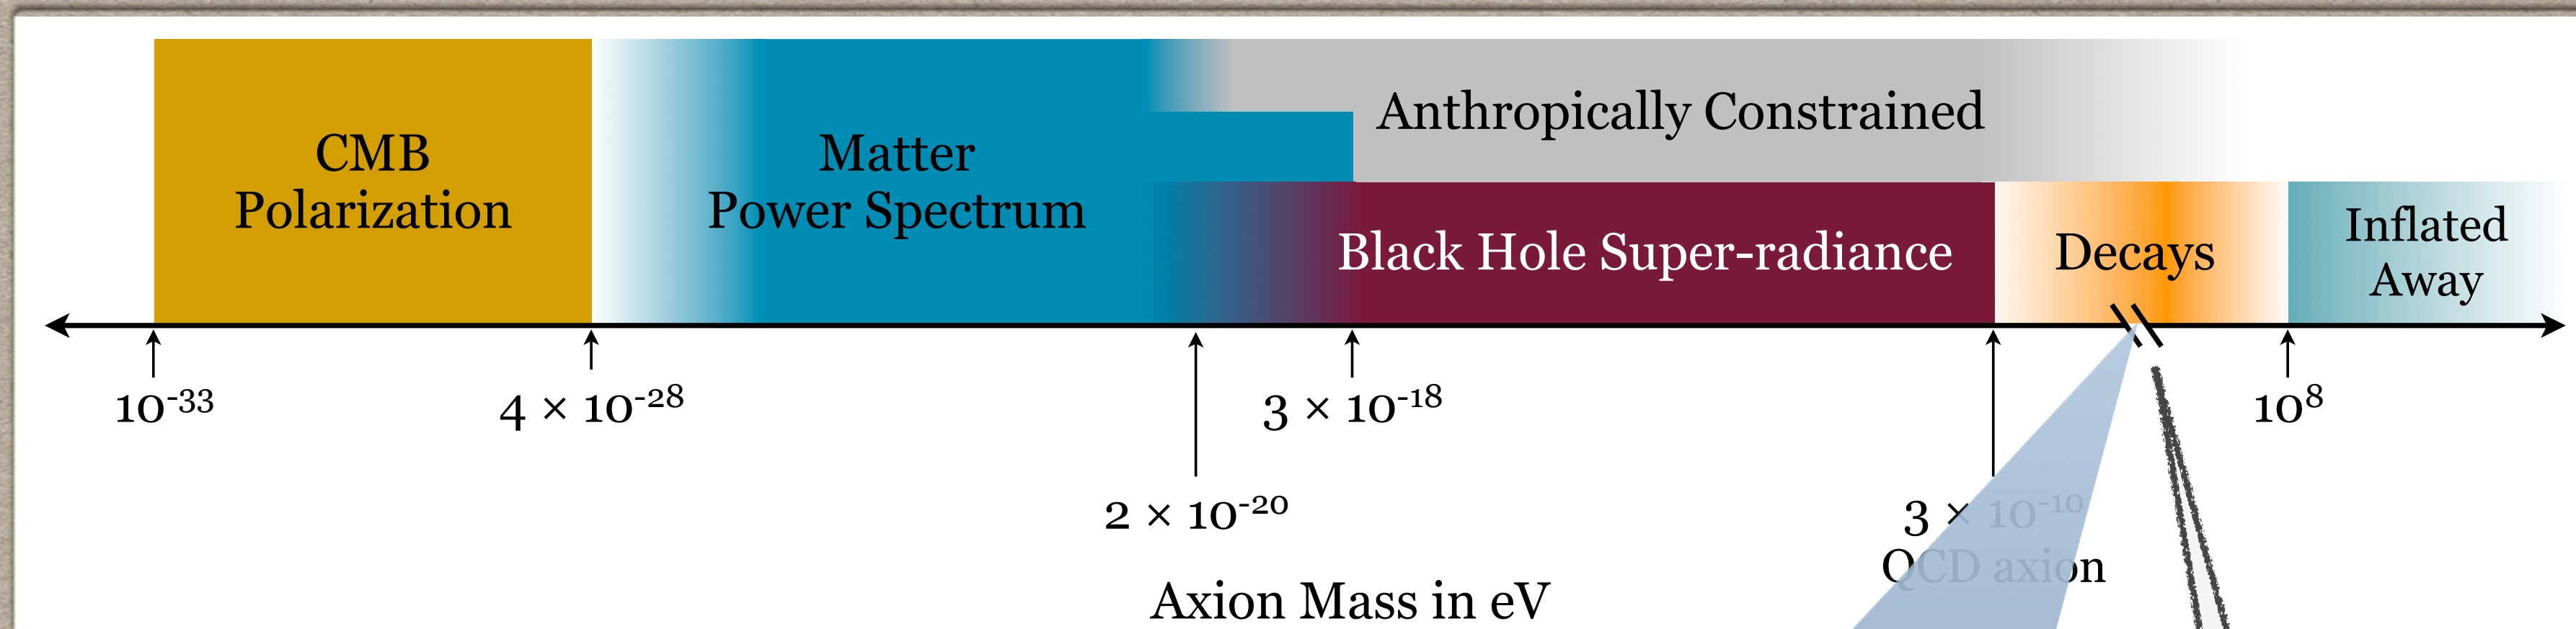 Anthropically Constrained
CMB
Polarization
Matter
Power Spectrum
Black Hole Super-radiance
Decays
Inflated
Away
10⁻³³
4 × 10⁻²⁸
3 × 10⁻¹⁸
10⁸
2 × 10⁻²⁰
3 × 10⁻¹⁰
QCD axion
Axion Mass in eV